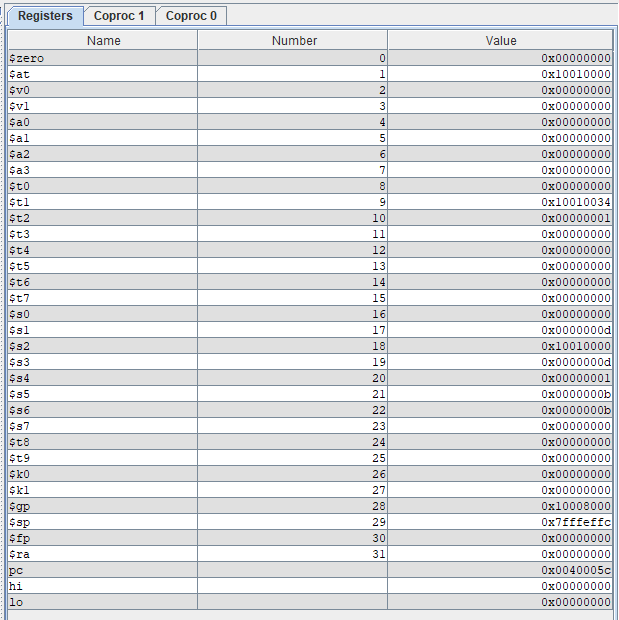 Registers Coproc 1 Coproc 0
Name Number Value
$zero 0 0x00000000
$at 1 0x10010000
$v0 2 0x00000000
$v1 3 0x00000000
$a0 4 0x00000000
$a1 5 0x00000000
$a2 6 0x00000000
$a3 7 0x00000000
$t0 8 0x00000000
$t1 9 0x10010034
$t2 10 0x00000001
$t3 11 0x00000000
$t4 12 0x00000000
$t5 13 0x00000000
$t6 14 0x00000000
$t7 15 0x00000000
$s0 16 0x00000000
$s1 17 0x0000000d
$s2 18 0x10010000
$s3 19 0x0000000d
$s4 20 0x00000001
$s5 21 0x0000000b
$s6 22 0x0000000b
$s7 23 0x00000000
$t8 24 0x00000000
$t9 25 0x00000000
$k0 26 0x00000000
$k1 27 0x00000000
$gp 28 0x10008000
$sp 29 0x7fffeffc
$fp 30 0x00000000
$ra 31 0x00000000
pc 0x0040005c
hi 0x00000000
lo 0x00000000